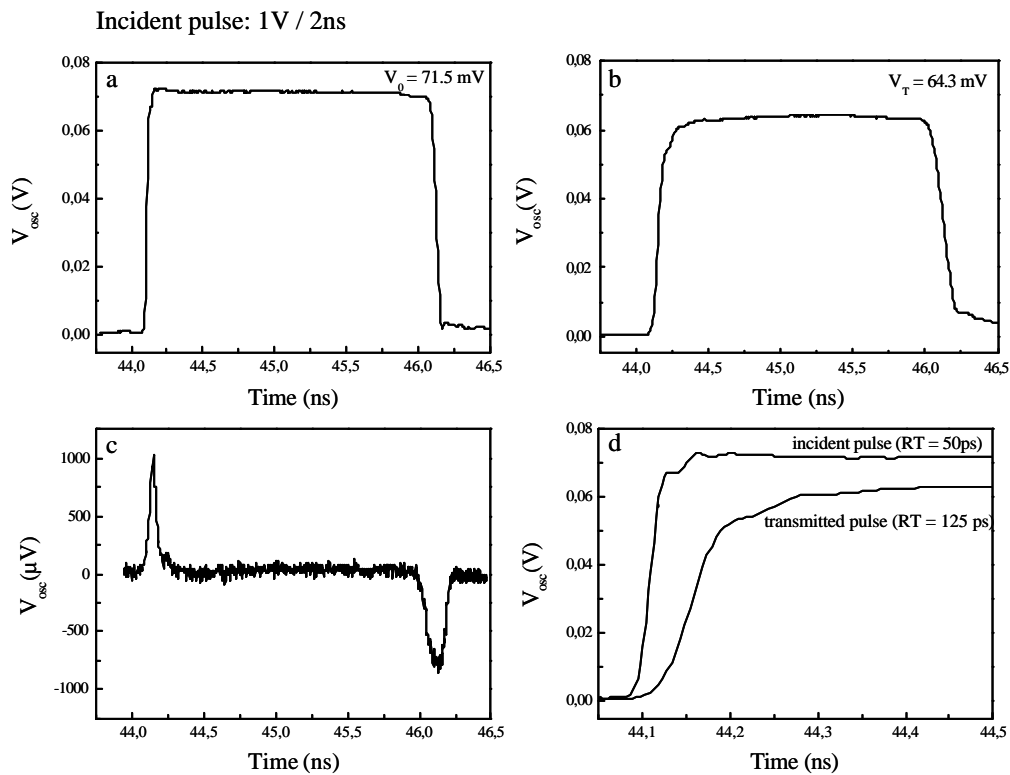 Incident pulse: 1V / 2ns
a
V0 = 71.5 mV
0,08
0,06
0,04
0,02
0,00
Vosc(V)
44,0 44,5 45,0 45,5 46,0 46,5
Time (ns)
b
VT = 64.3 mV
0,08
0,06
0,04
0,02
0,00
Vosc(V)
44,0 44,5 45,0 45,5 46,0 46,5
Time (ns)
c
1000
500
0
-500
-1000
Vosc(µV)
44,0 44,5 45,0 45,5 46,0 46,5
Time (ns)
d
incident pulse (RT = 50ps)
transmitted pulse (RT = 125 ps)
0,08
0,06
0,04
0,02
0,00
Vosc(V)
44,1 44,2 44,3 44,4 44,5
Time (ns)